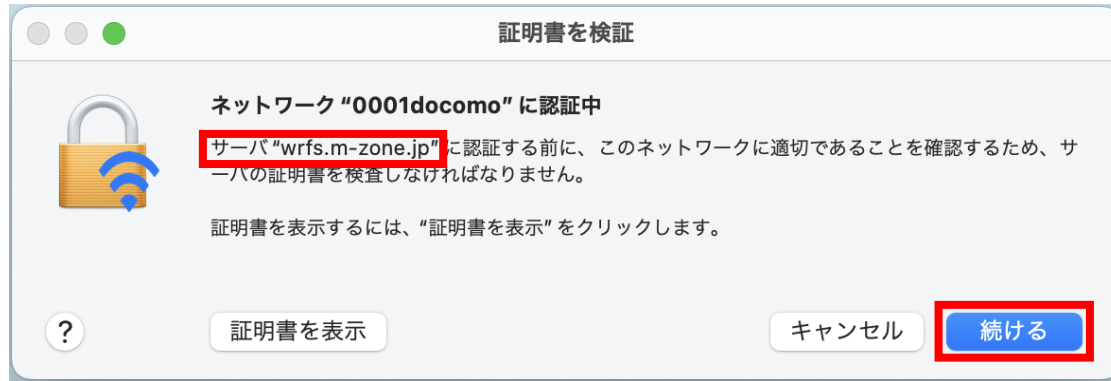 証明書を検証
ネットワーク “0001docomo” に認証中
サーバ “wrfs.m-zone.jp” に認証する前に、このネットワークに適切であることを確認するため、サ
ーバの証明書を検査しなければなりません。
証明書を表示するには、“証明書を表示” をクリックします。
?
証明書を表示
キャンセル
続ける